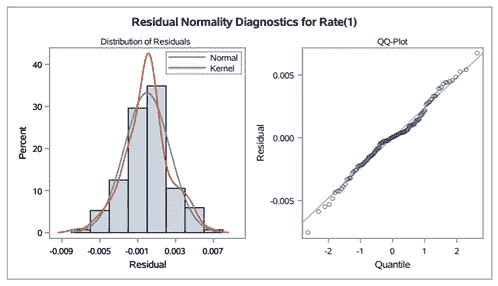 Residual Normality Diagnostics for Rate(1)
Distribution of Residuals
Normal
Kernel
40
30
20
10
0
Percent
-0.009 -0.005 -0.001 0.003 0.007
Residual
QQ-Plot
0.005
0.000
-0.005
Residual
-2 -1 0 1 2
Quantile